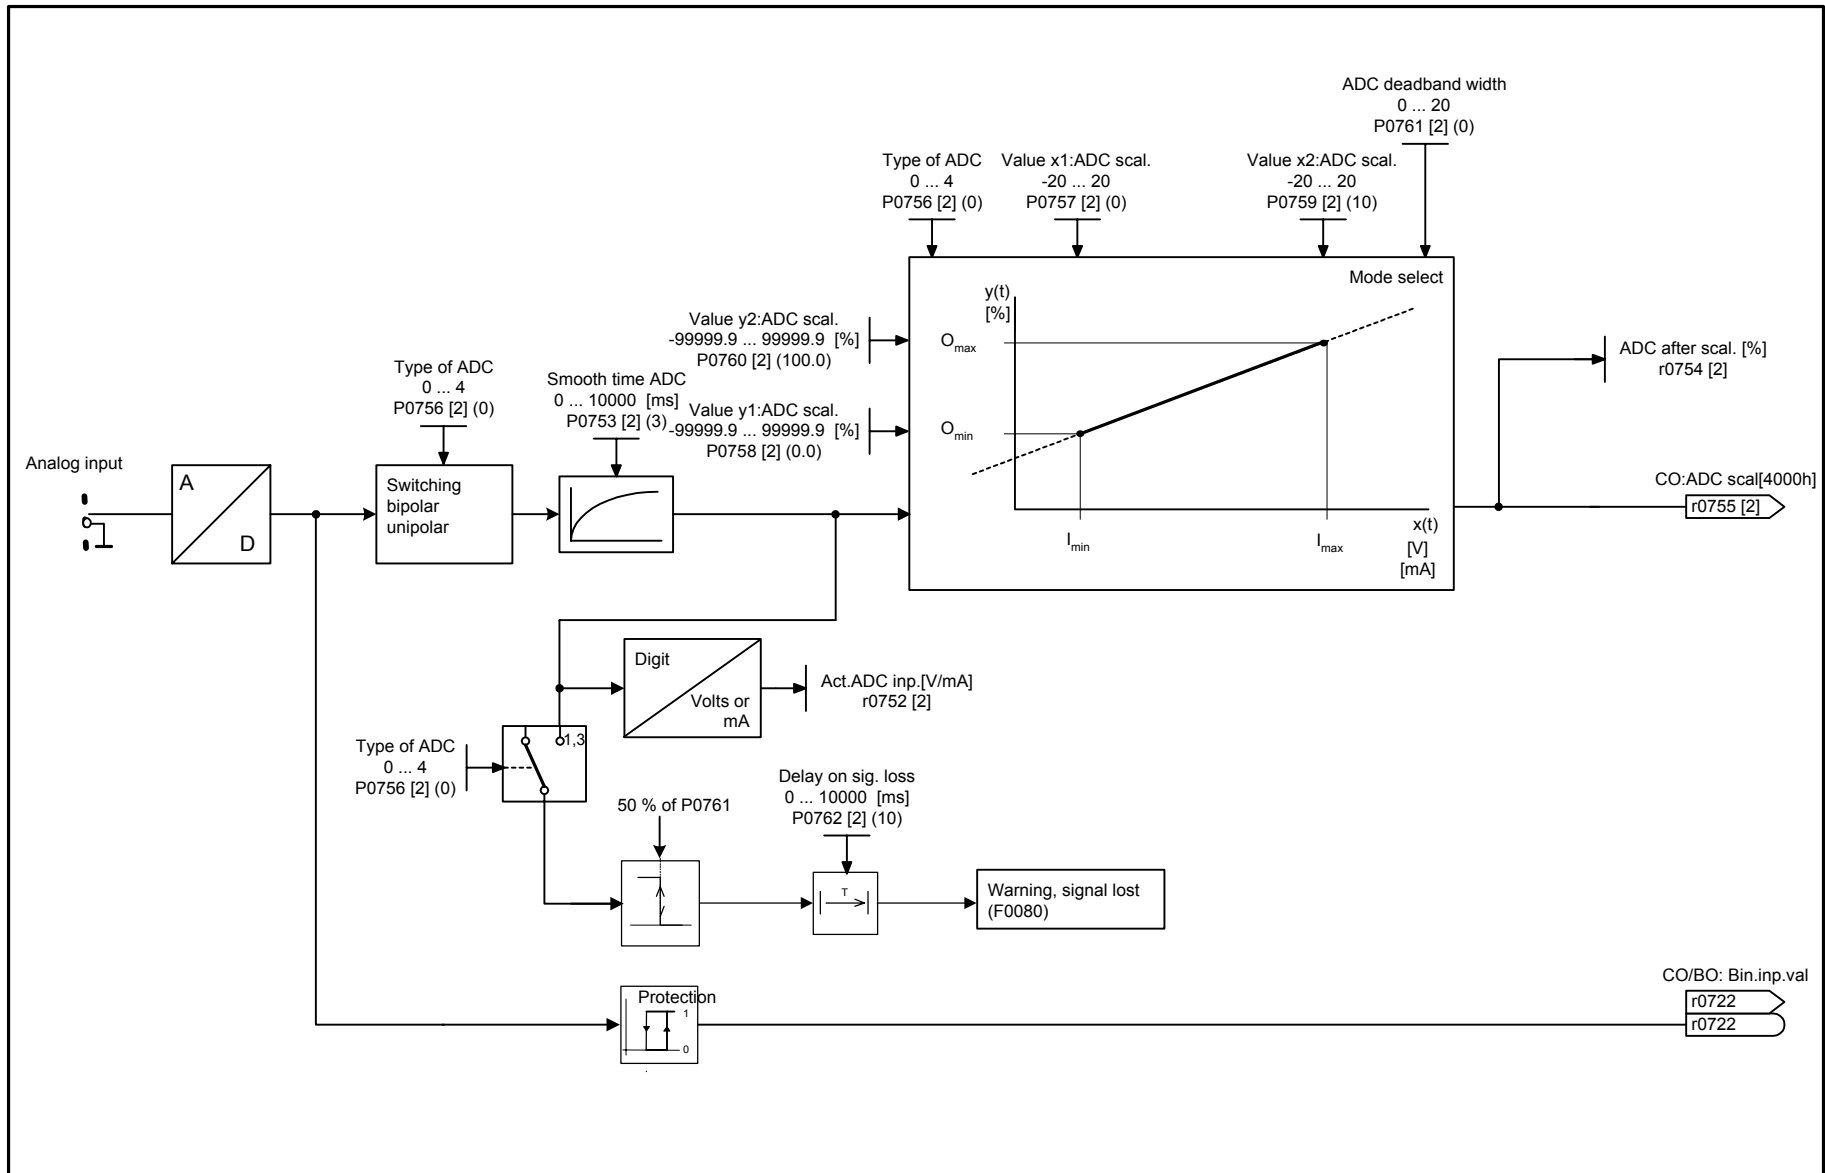 ADC deadband width
0 ... 20
P0761 [2] (0)
Type of ADC
0 ... 4
P0756 [2] (0)
Value x1:ADC scal.
-20 ... 20
P0757 [2] (0)
Value x2:ADC scal.
-20 ... 20
P0759 [2] (10)
Mode select
y(t)
[%]
Omax
Omin
Imin
Imax
x(t)
[V]
[mA]
Value y2:ADC scal.
-99999.9 ... 99999.9 [%]
P0760 [2] (100.0)
Value y1:ADC scal.
-99999.9 ... 99999.9 [%]
P0758 [2] (0.0)
ADC after scal. [%]
r0754 [2]
CO:ADC scal[4000h]
r0755 [2]
Type of ADC
0 ... 4
P0756 [2] (0)
Smooth time ADC
0 ... 10000 [ms]
P0753 [2] (3)
Analog input
A
D
Switching
bipolar
unipolar
Digit
Volts or
mA
Act.ADC inp.[V/mA]
r0752 [2]
Type of ADC
0 ... 4
P0756 [2] (0)
1,3
50 % of P0761
Delay on sig. loss
0 ... 10000 [ms]
P0762 [2] (10)
T
Warning, signal lost
(F0080)
Protection
1
0
CO/BO: Bin.inp.val
r0722
r0722